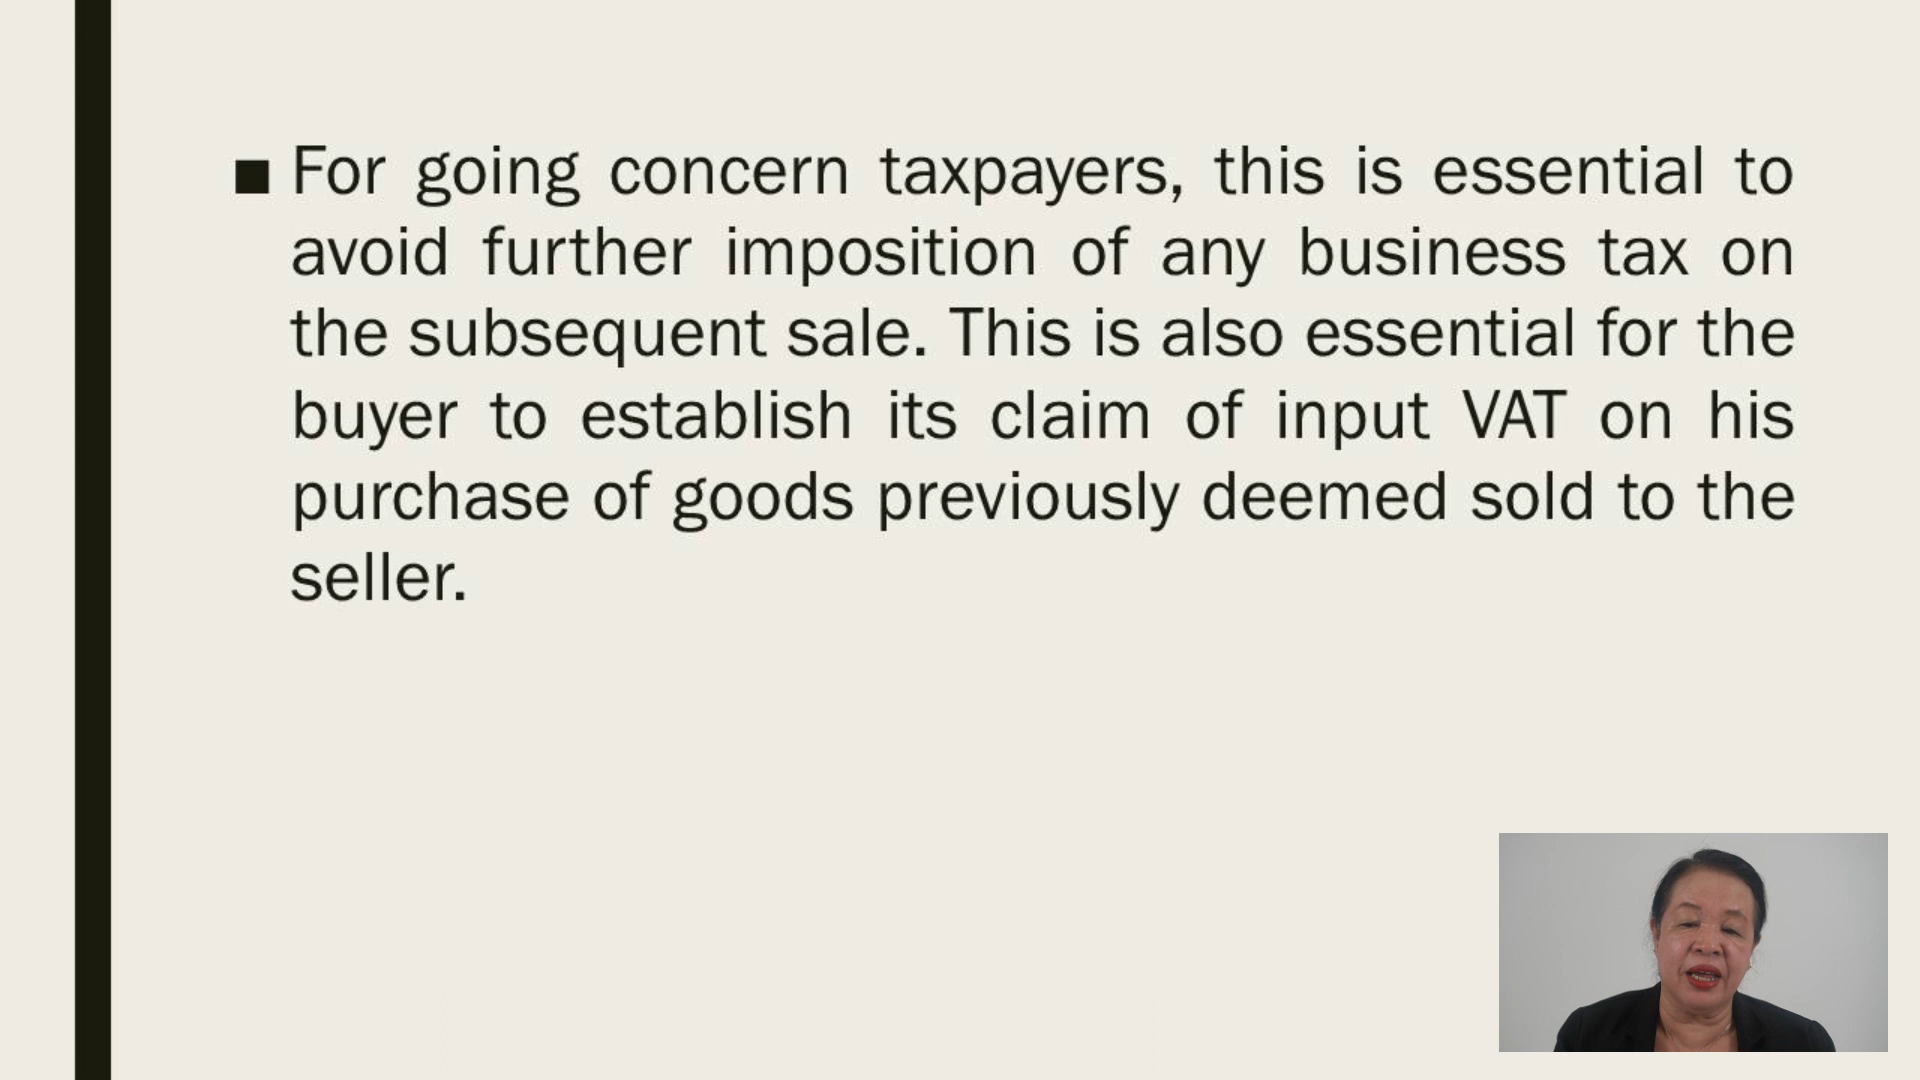 ■ For going concern taxpayers, this is essential to
avoid further imposition of any business tax on
the subsequent sale. This is also essential for the
buyer to establish its claim of input VAT on his
purchase of goods previously deemed sold to the
seller.